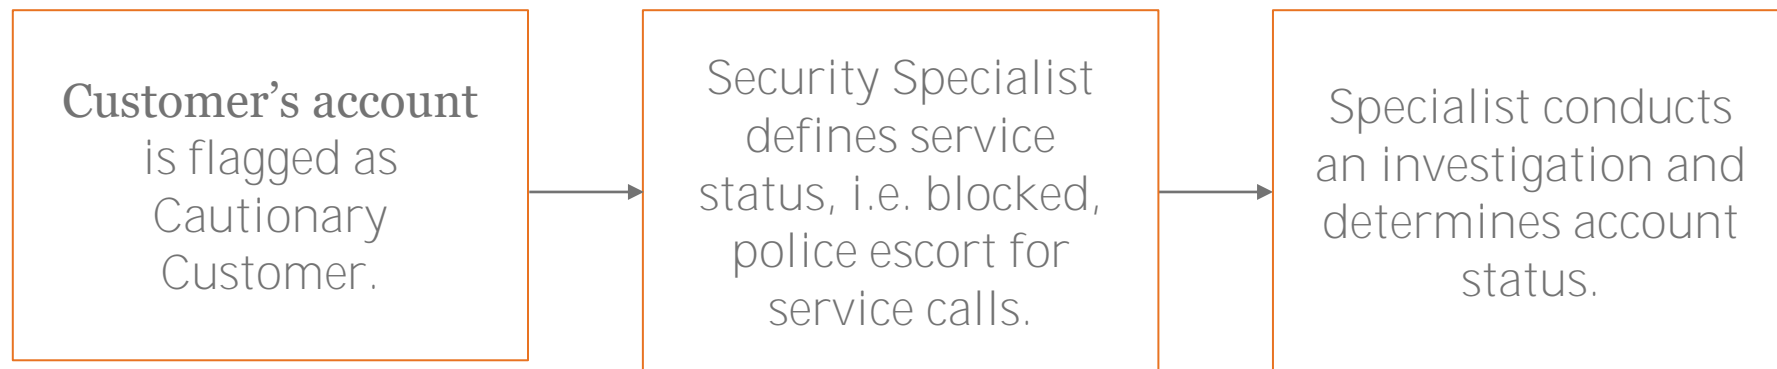 Customer’s account
is flagged as
Cautionary
Customer.
Security Specialist
defines service
status, i.e. blocked,
police escort for
service calls.
Specialist conducts
an investigation and
determines account
status.